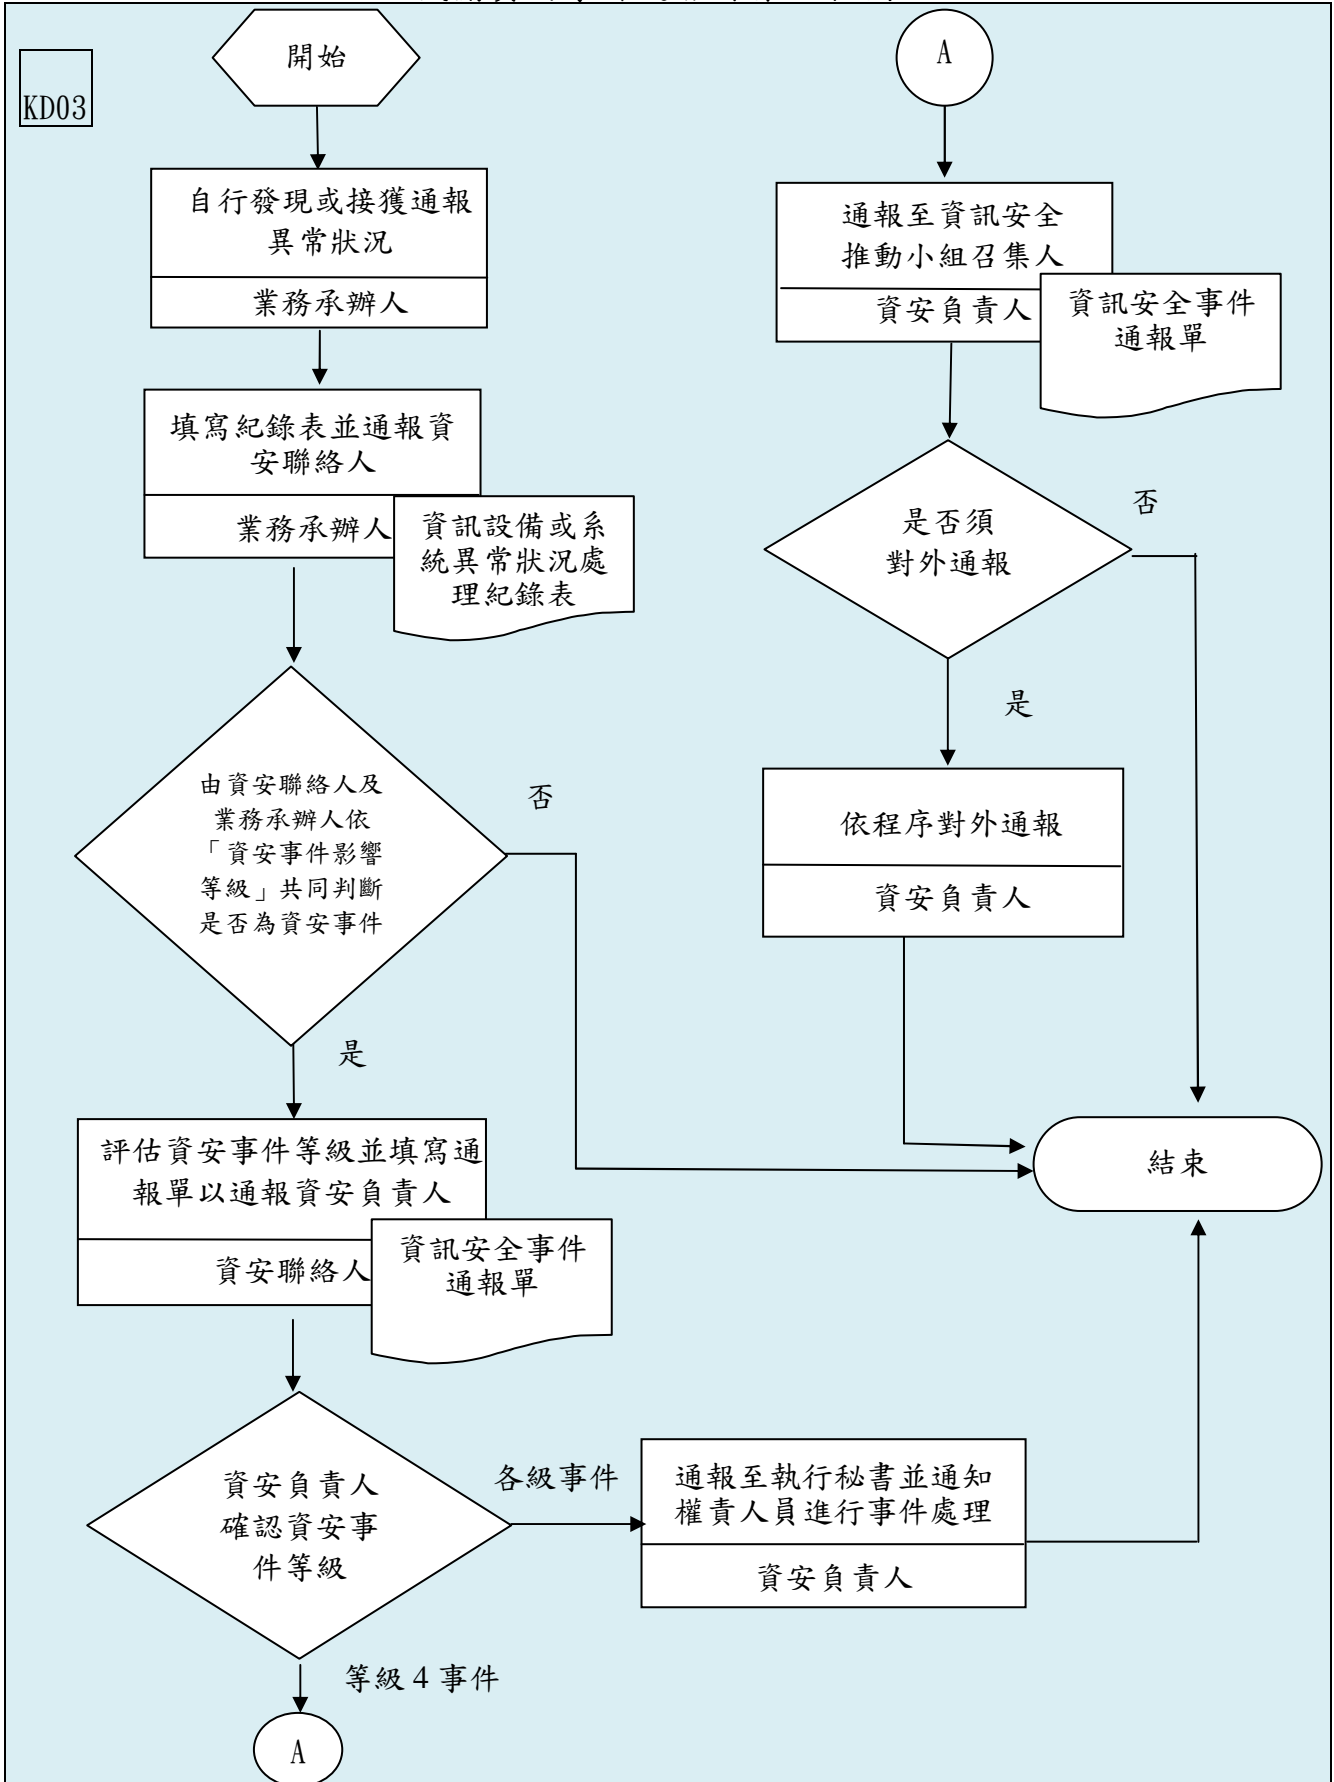 KD03
開始
自行發現或接獲通報
異常狀況
業務承辦人
填寫紀錄表並通報資
安聯絡人
業務承辦人
資訊設備或系
統異常狀況處
理紀錄表
由資安聯絡人及
業務承辦人依
「資安事件影響
等級」共同判斷
是否為資安事件
否
是
評估資安事件等級並填寫通
報單以通報資安負責人
資安聯絡人
資訊安全事件
通報單
資安負責人
確認資安事
件等級
各級事件
通報至執行秘書並通知
權責人員進行事件處理
資安負責人
等級 4 事件
A
A
通報至資訊安全
推動小組召集人
資安負責人
資訊安全事件
通報單
是否須
對外通報
否
是
依程序對外通報
資安負責人
結束